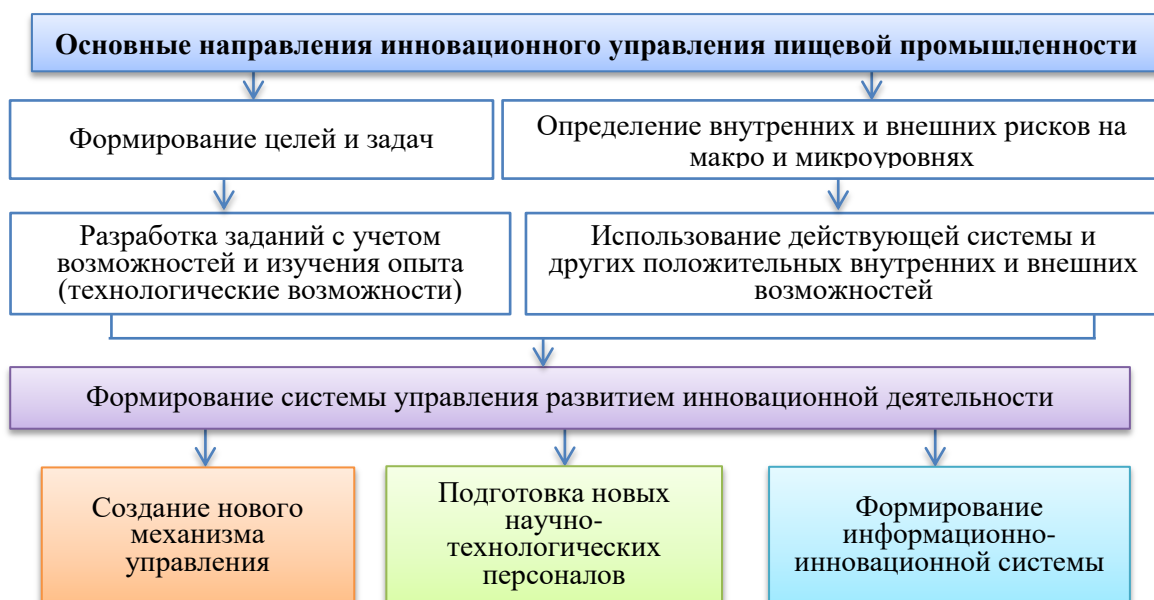 Основные направления инновационного управления пищевой промышленности
Формирование целей и задач
Определение внутренних и внешних рисков на
макро и микроуровнях
Разработка заданий с учетом
возможностей и изучения опыта
(технологические возможности)
Использование действующей системы и
других положительных внутренних и внешних
возможностей
Формирование системы управления развитием инновационной деятельности
Создание нового
механизма
управления
Подготовка новых
научно-
технологических
персоналов
Формирование
информационно-
инновационной системы